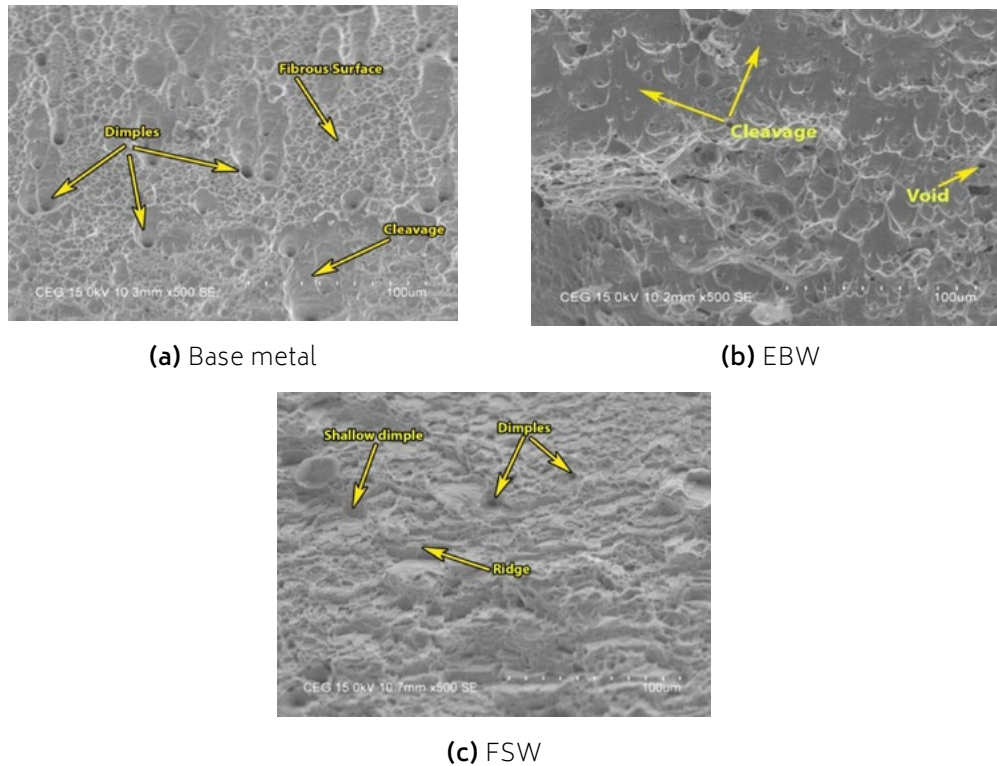 Fibrous Surface
Dimples
Cleavage
CEG 15.0kV 10.3mm x500 SE
100um
(a) Base metal
Cleavage
Void
CEG 15.0kV 10.2mm x500 SE
100um
(b) EBW
Shallow dimple
Dimples
Ridge
CEG 15.0kV 10.7mm x500 SE
100um
(c) FSW